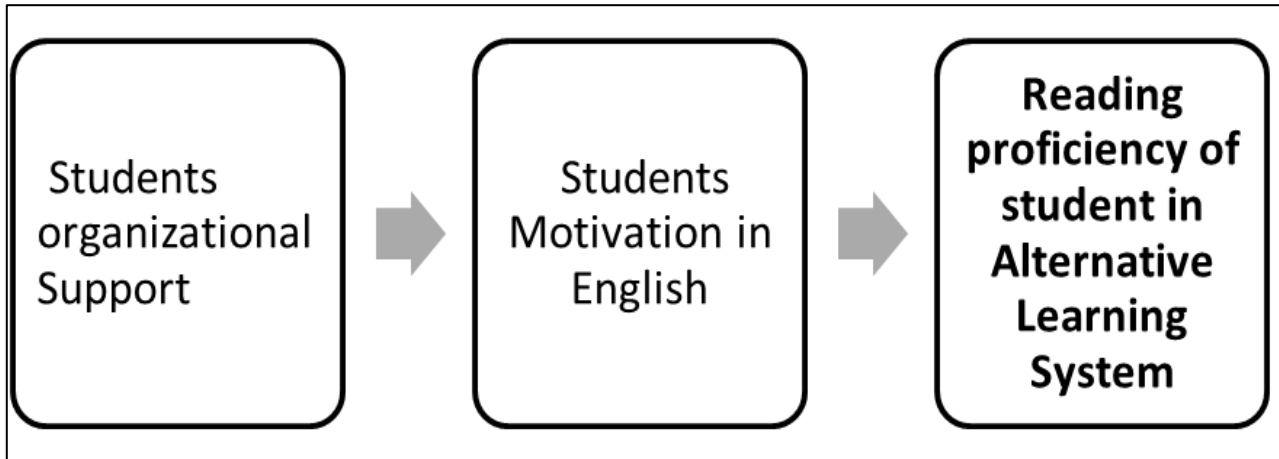 Students
organizational
Support
Students
Motivation in
English
Reading
proficiency of
student in
Alternative
Learning
System